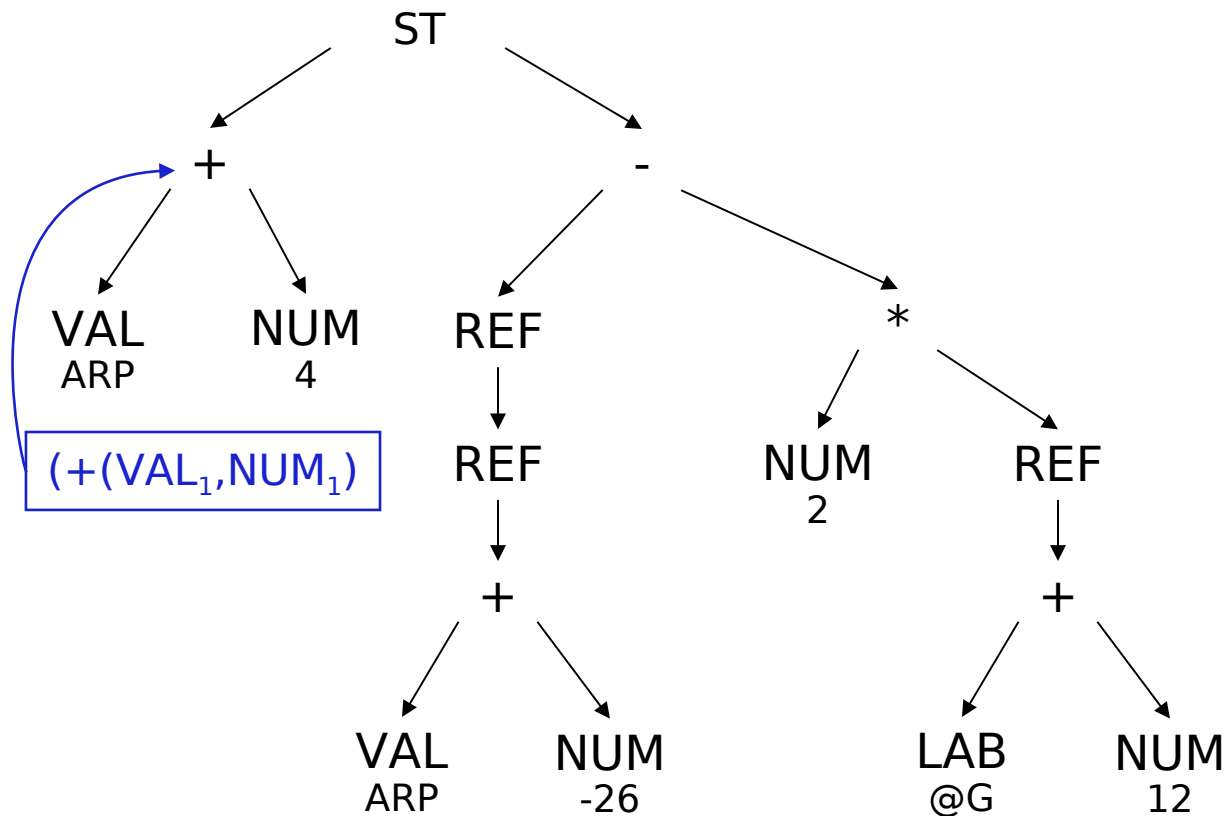 ST
+ -
VAL NUM REF *
ARP 4
(+(VAL₁,NUM₁) REF NUM REF
2
+ +
VAL NUM LAB NUM
ARP -26 @G 12